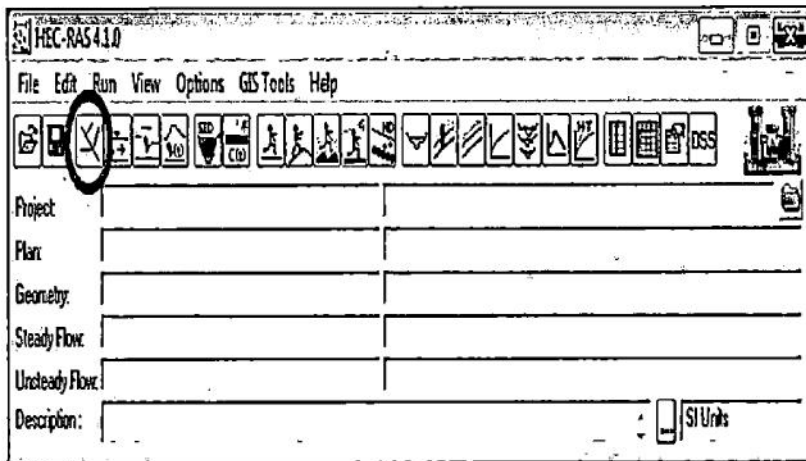 HEC-RAS 4.1.0
File Edit Run View Options GIS Tools Help
DSS
Project:
Plan:
Geometry:
Steady Flow:
Unsteady Flow:
Description: SI Units